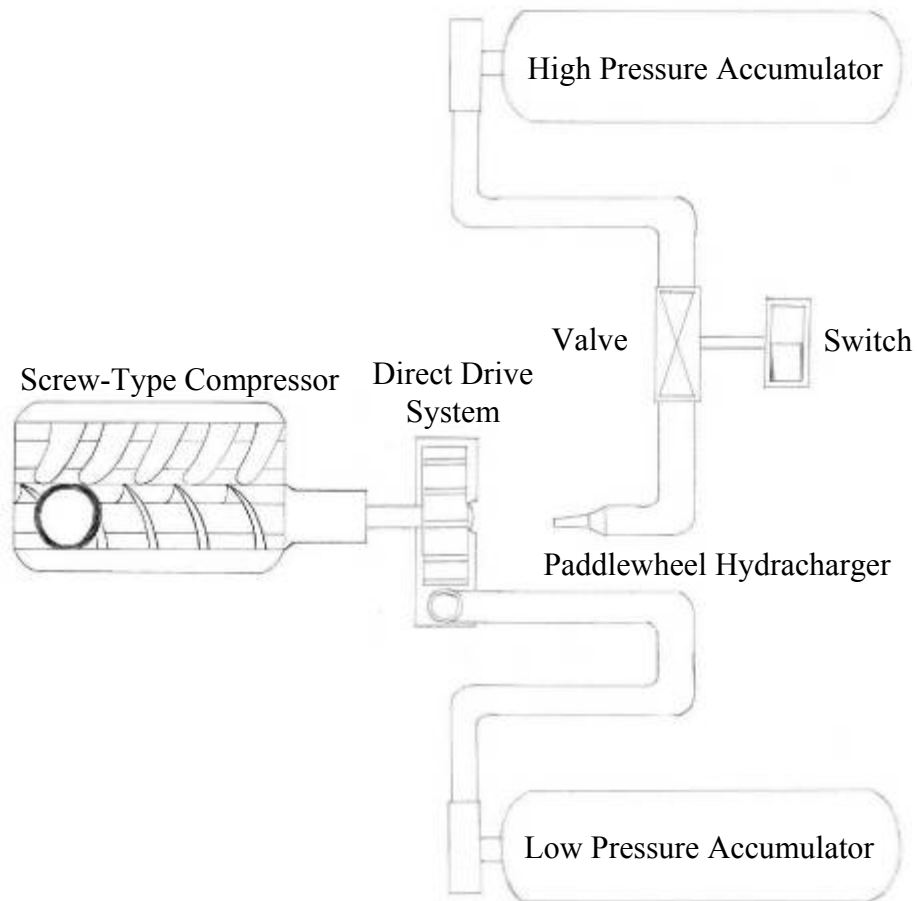 High Pressure Accumulator
Valve
Switch
Screw-Type Compressor
Direct Drive
System
Paddlewheel Hydracharger
Low Pressure Accumulator